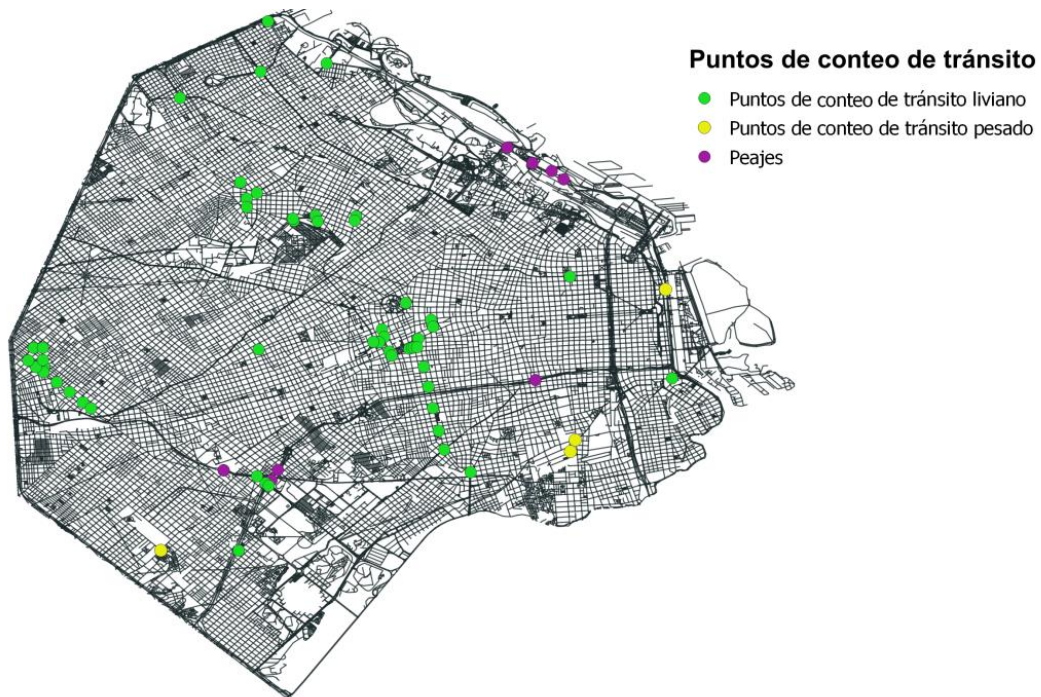 Puntos de conteo de tránsito
Puntos de conteo de tránsito liviano
Puntos de conteo de tránsito pesado
Peajes